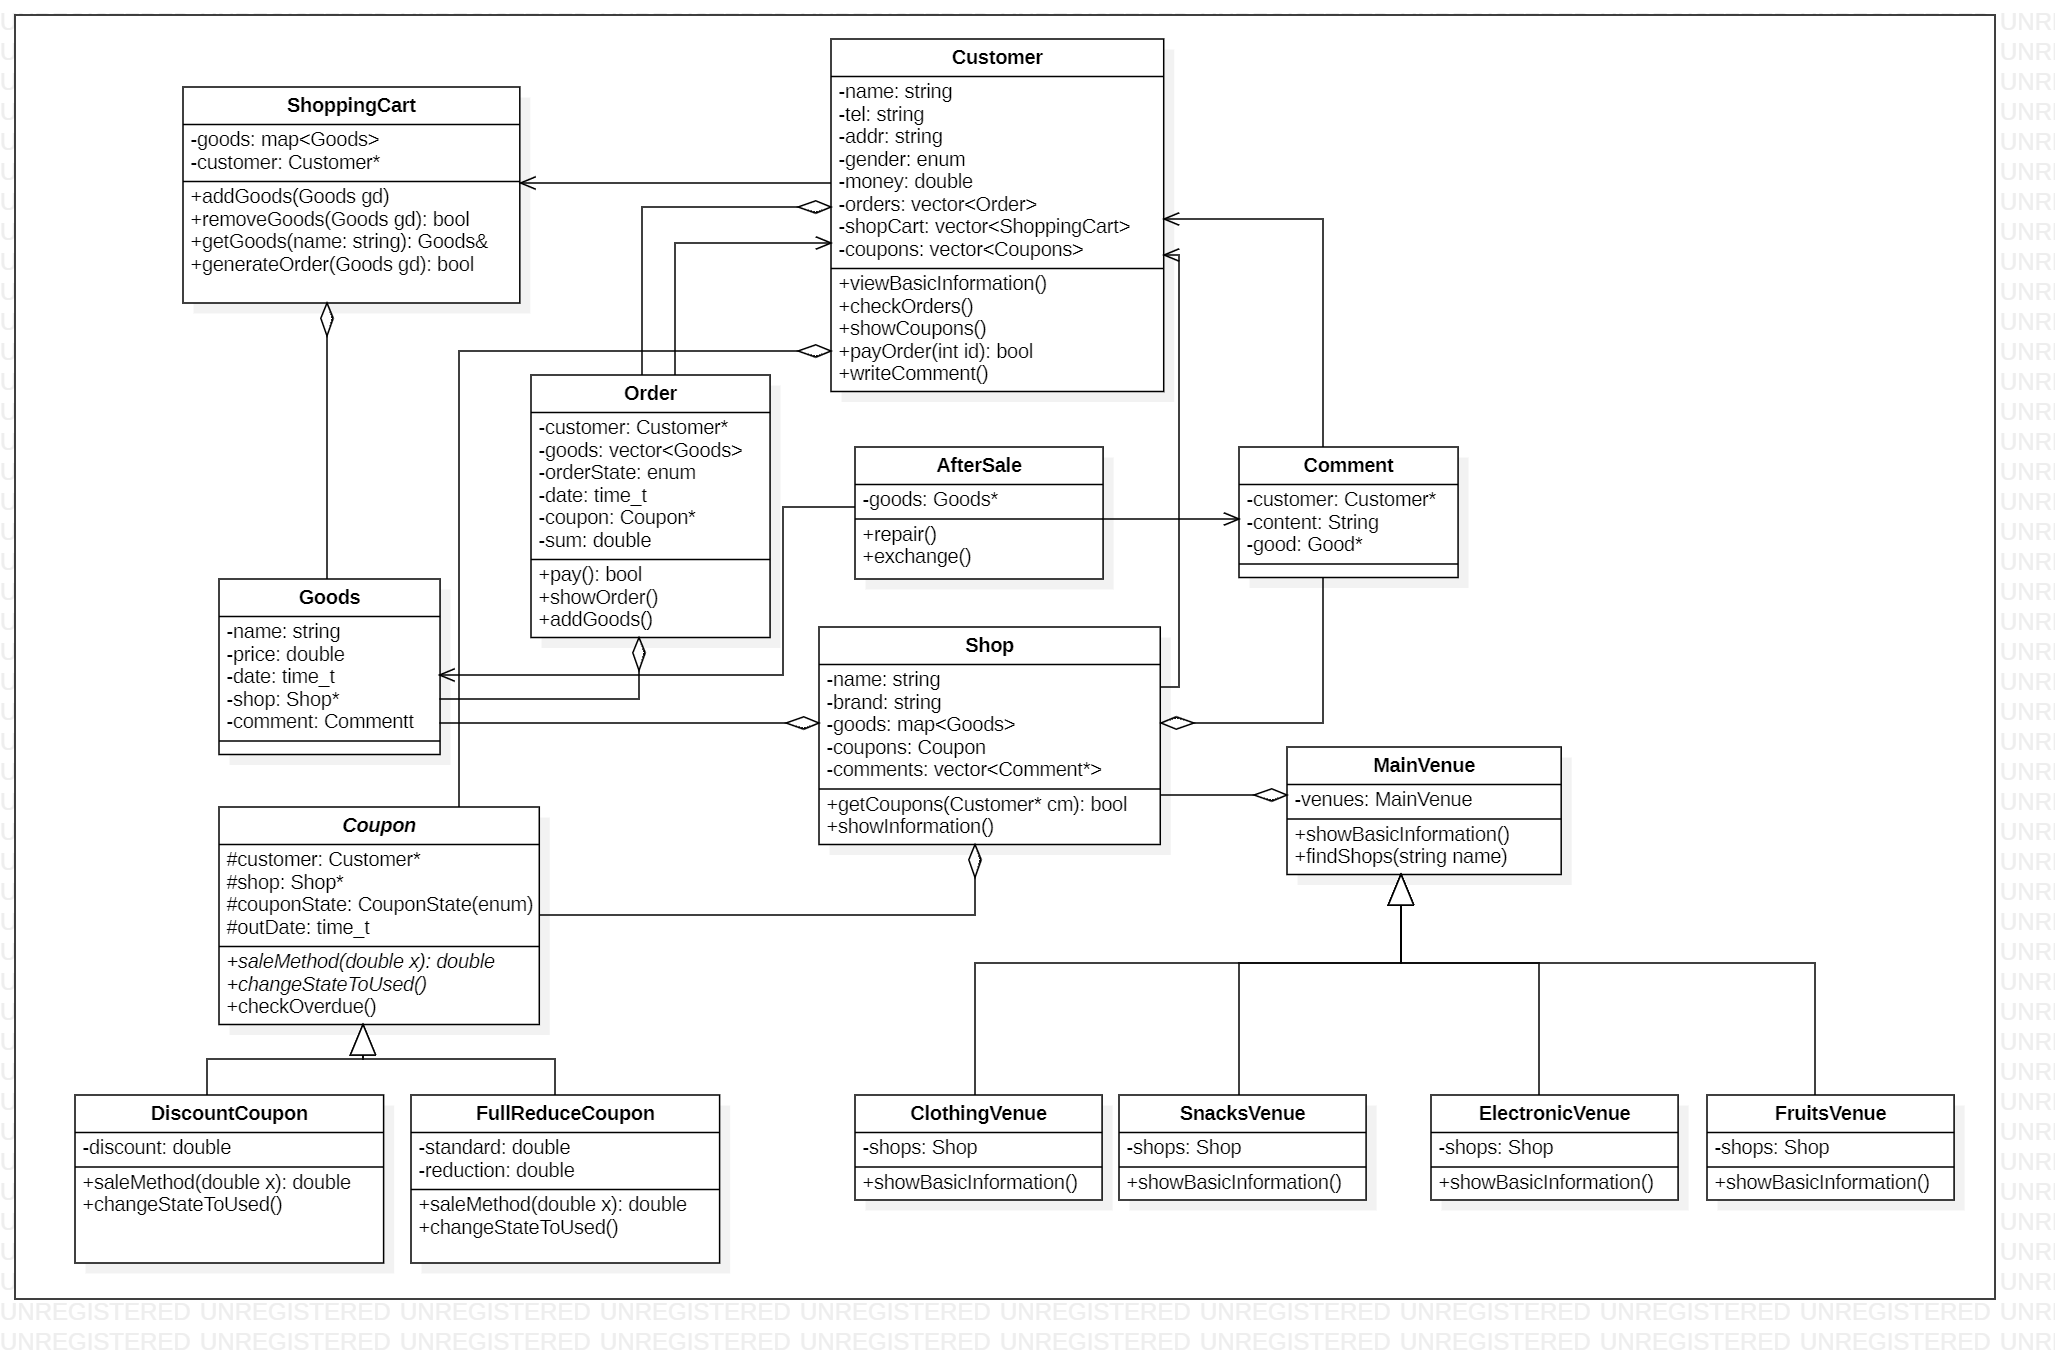 Customer
-name: string
-tel: string
-addr: string
-gender: enum
-money: double
-orders: vector<Order>
-shopCart: vector<ShoppingCart>
-coupons: vector<Coupons>
+viewBasicInformation()
+checkOrders()
+showCoupons()
+payOrder(int id): bool
+writeComment()
ShoppingCart
-goods: map<Goods>
-customer: Customer*
+addGoods(Goods gd)
+removeGoods(Goods gd): bool
+getGoods(name: string): Goods&
+generateOrder(Goods gd): bool
Order
-customer: Customer*
-goods: vector<Goods>
-orderState: enum
-date: time_t
-coupon: Coupon*
-sum: double
+pay(): bool
+showOrder()
+addGoods()
AfterSale
-goods: Goods*
+repair()
+exchange()
Comment
-customer: Customer*
-content: String
-good: Good*
Goods
-name: string
-price: double
-date: time_t
-shop: Shop*
-comment: Commentt
Shop
-name: string
-brand: string
-goods: map<Goods>
-coupons: Coupon
-comments: vector<Comment*>
+getCoupons(Customer* cm): bool
+showInformation()
MainVenue
-venues: MainVenue
+showBasicInformation()
+findShops(string name)
Coupon
#customer: Customer*
#shop: Shop*
#couponState: CouponState(enum)
#outDate: time_t
+saleMethod(double x): double
+changeStateToUsed()
+checkOverdue()
DiscountCoupon
-discount: double
+saleMethod(double x): double
+changeStateToUsed()
FullReduceCoupon
-standard: double
-reduction: double
+saleMethod(double x): double
+changeStateToUsed()
ClothingVenue
-shops: Shop
+showBasicInformation()
SnacksVenue
-shops: Shop
+showBasicInformation()
ElectronicVenue
-shops: Shop
+showBasicInformation()
FruitsVenue
-shops: Shop
+showBasicInformation()
UNREGISTERED UNREGISTERED UNREGISTERED UNREGISTERED UNREGISTERED UNREGISTERED UNREGISTERED UNREGISTERED UNREGISTERED UNREGISTERED
UNREGISTERED UNREGISTERED UNREGISTERED UNREGISTERED UNREGISTERED UNREGISTERED UNREGISTERED UNREGISTERED UNREGISTERED UNREGISTERED